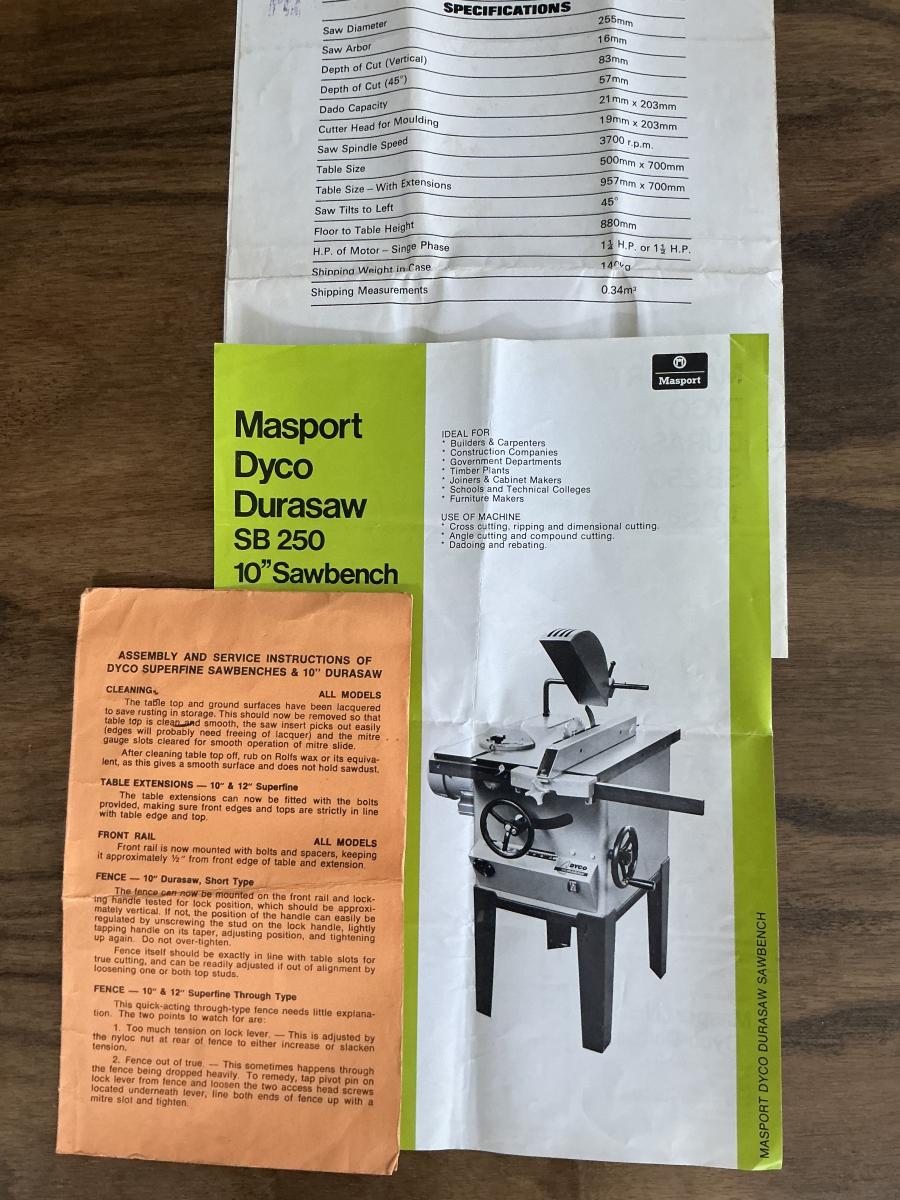 SPECIFICATIONS
Saw Diameter 255mm
Saw Arbor 16mm
Depth of Cut (Vertical) 83mm
Depth of Cut (45°) 57mm
Dado Capacity 21mm x 203mm
Cutter Head for Moulding 19mm x 203mm
Saw Spindle Speed 3700 r.p.m.
Table Size 500mm x 700mm
Table Size – With Extensions 957mm x 700mm
Saw Tilts to Left 45°
Floor to Table Height 880mm
H.P. of Motor – Singe Phase H.P. or 1½ H.P.
Shipping Weight in Case 140kg
Shipping Measurements 0.34m³
Masport
Masport
Dyco
Durasaw
SB 250
10” Sawbench
IDEAL FOR
* Builders & Carpenters
* Construction Companies
* Government Departments
* Timber Plants
* Joiners & Cabinet Makers
* Schools and Technical Colleges
* Furniture Makers
USE OF MACHINE
* Cross cutting, ripping and dimensional cutting.
* Angle cutting and compound cutting.
* Dadoing and rebating.
DYCO
MASPORT DYCO DURASAW SAWBENCH
ASSEMBLY AND SERVICE INSTRUCTIONS OF
DYCO SUPERFINE SAWBENCHES & 10" DURASAW
CLEANING ALL MODELS
The table top and ground surfaces have been lacquered
to save rusting in storage. This should now be removed so that
table top is clean and smooth, the saw insert picks out easily
(edges will probably need freeing of lacquer) and the mitre
gauge slots cleared for smooth operation of mitre slide.
After cleaning table top off, rub on Rolfs wax or its equiva-
lent, as this gives a smooth surface and does not hold sawdust.
TABLE EXTENSIONS — 10" & 12" Superfine
The table extensions can now be fitted with the bolts
provided, making sure front edges and tops are strictly in line
with table edge and top.
FRONT RAIL ALL MODELS
Front rail is now mounted with bolts and spacers, keeping
it approximately ½" from front edge of table and extension.
FENCE — 10" Durasaw, Short Type
The fence can now be mounted on the front rail and lock-
ing handle tested for lock position, which should be approxi-
mately vertical. If not, the position of the handle can easily be
regulated by unscrewing the stud on the lock handle, lightly
tapping handle on its taper, adjusting position, and tightening
up again. Do not over-tighten.
Fence itself should be exactly in line with table slots for
true cutting, and can be readily adjusted if out of alignment by
loosening one or both top studs.
FENCE — 10" & 12" Superfine Through Type
This quick-acting through-type fence needs little explana-
tion. The two points to watch for are:
1. Too much tension on lock lever. — This is adjusted by
the nyloc nut at rear of fence to either increase or slacken
tension.
2. Fence out of true. — This sometimes happens through
the fence being dropped heavily. To remedy, tap pivot pin on
lock lever from fence and loosen the two access head screws
located underneath lever, line both ends of fence up with a
mitre slot and tighten.